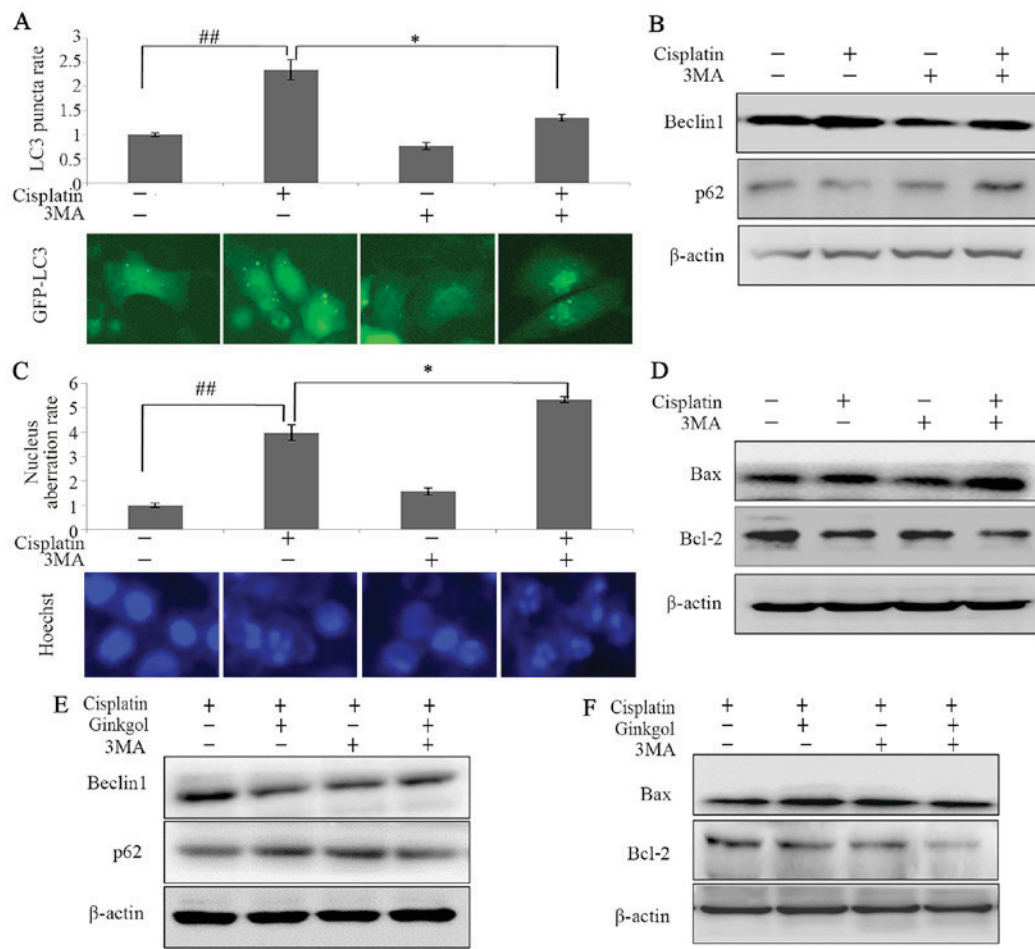 A
LC3 puncta rate
3
2.5
2
1.5
1
0.5
0
##
*
Cisplatin − + − +
3MA − − + +
GFP-LC3
B
Cisplatin − + − +
3MA − − + +
Beclin1
p62
β-actin
C
Nucleus
aberration rate
6
5
4
3
2
1
0
##
*
Cisplatin − + − +
3MA − − + +
Hoechst
D
Cisplatin − + − +
3MA − − + +
Bax
Bcl-2
β-actin
E
Cisplatin + + + +
Ginkgol − + − +
3MA − − + +
Beclin1
p62
β-actin
F
Cisplatin + + + +
Ginkgol − + − +
3MA − − + +
Bax
Bcl-2
β-actin